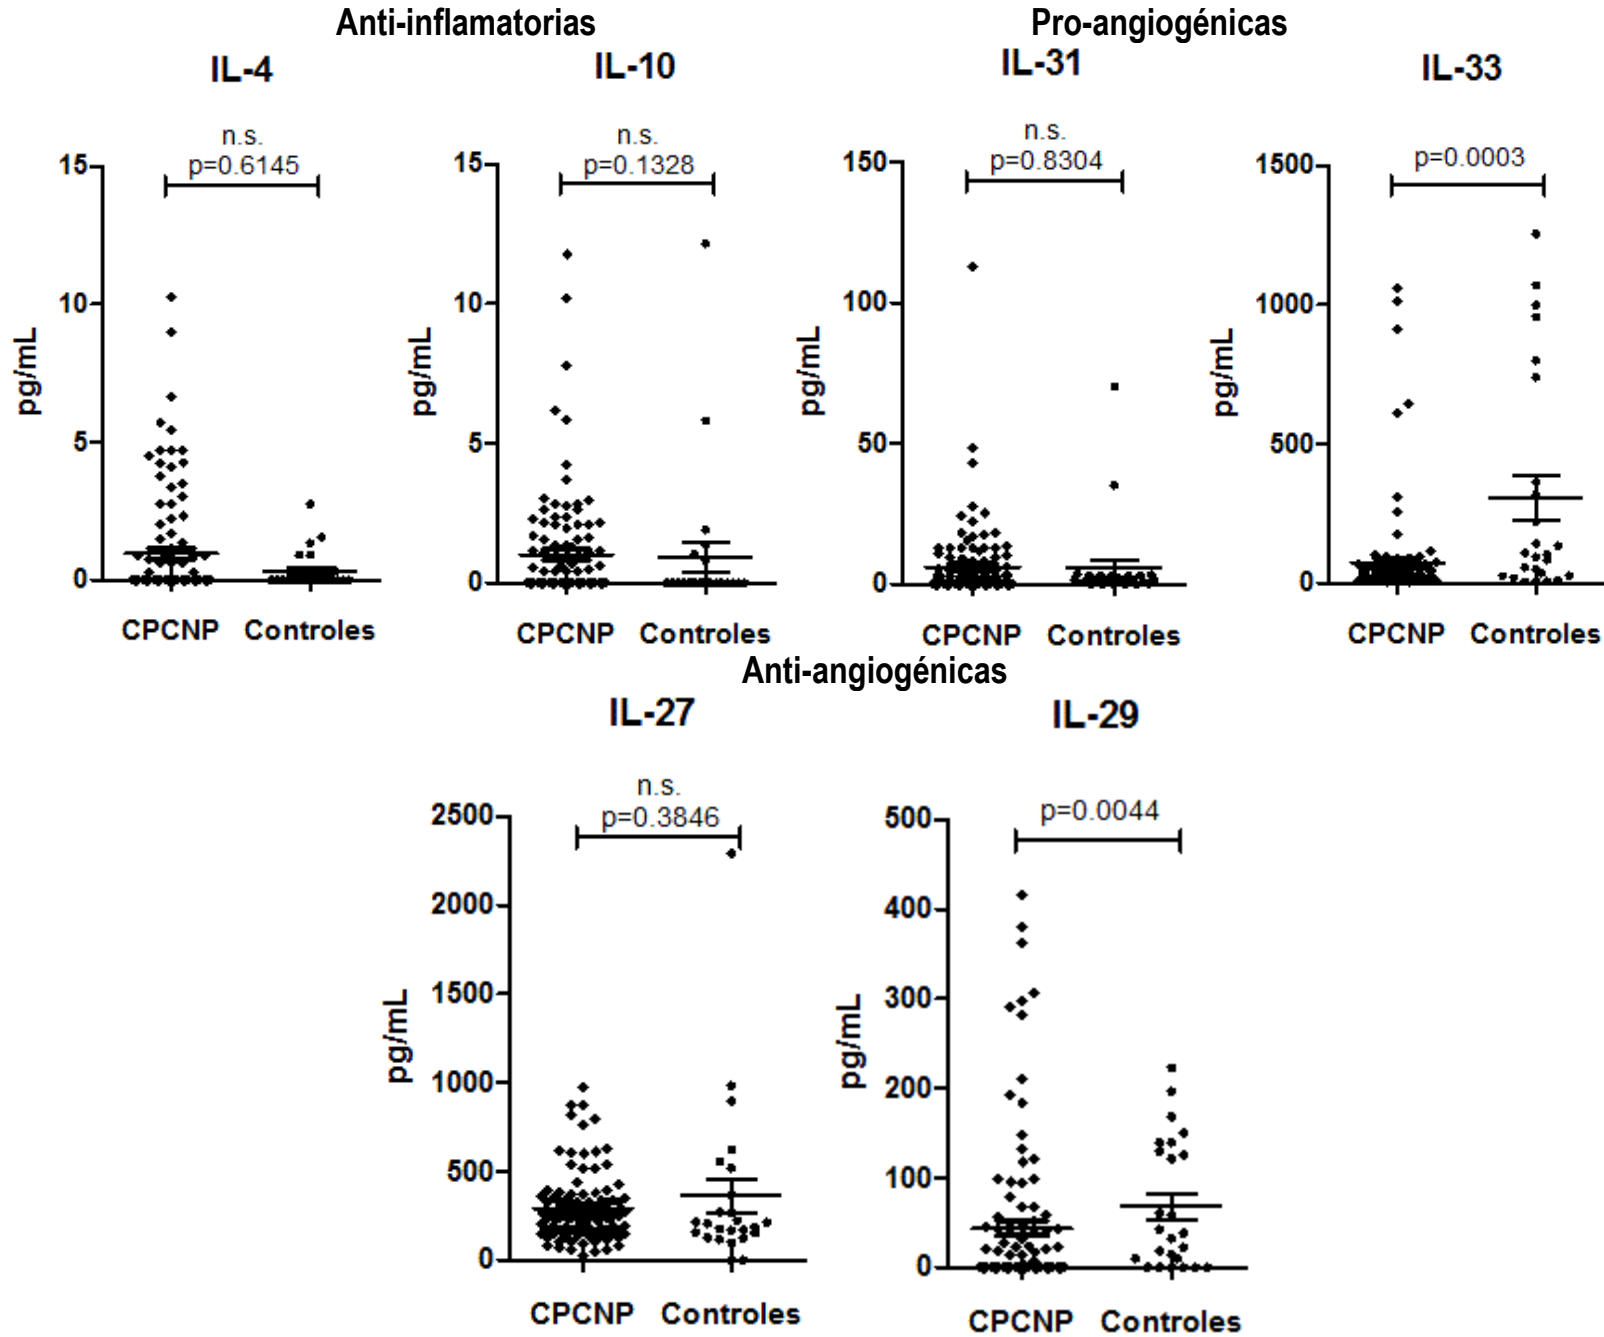 Anti-inflamatorias
Pro-angiogénicas
IL-4
n.s.
p=0.6145
15
10
5
0
pg/mL
CPCNP Controles
IL-10
n.s.
p=0.1328
15
10
5
0
pg/mL
CPCNP Controles
IL-31
n.s.
p=0.8304
150
100
50
0
pg/mL
CPCNP Controles
IL-33
p=0.0003
1500
1000
500
0
pg/mL
CPCNP Controles
Anti-angiogénicas
IL-27
n.s.
p=0.3846
2500
2000
1500
1000
500
0
pg/mL
CPCNP Controles
IL-29
p=0.0044
500
400
300
200
100
0
pg/mL
CPCNP Controles